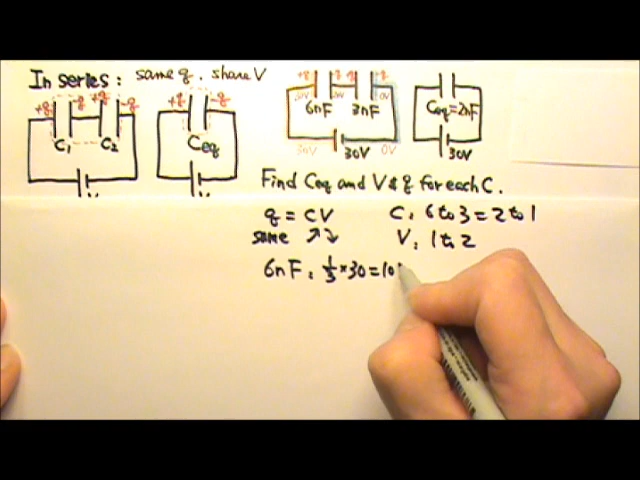 In series: same q, share V
+q -q +q -q
C₁ C₂
+q -q
Ceq
+q -q +q -q
6nF 3nF
30V 30V 0V
Ceq=2nF
30V
Find Ceq and V & q for each C.
q = CV
same ↗↘
C: 6 to 3 = 2 to 1
V: 1 to 2
6nF: 1/3 × 30 = 10